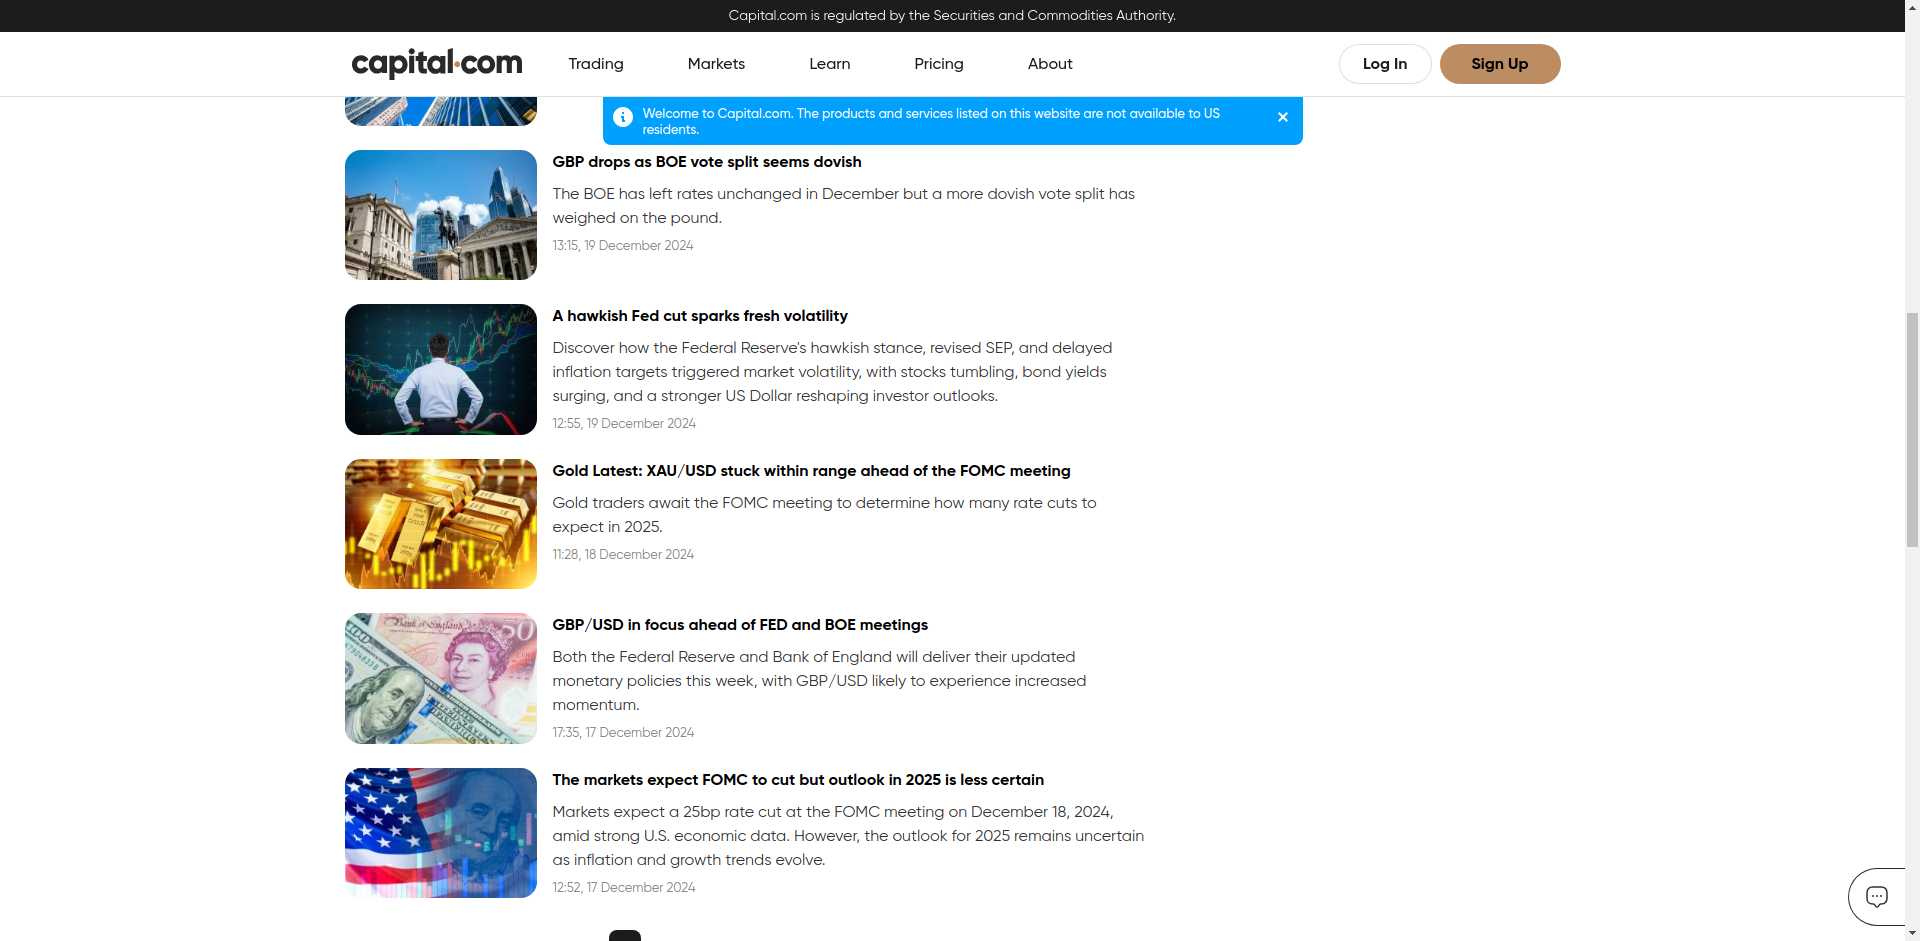 Capital.com is regulated by the Securities and Commodities Authority.
capital.com
Trading
Markets
Learn
Pricing
About
Log In
Sign Up
Welcome to Capital.com. The products and services listed on this website are not available to US
residents.
GBP drops as BOE vote split seems dovish
The BOE has left rates unchanged in December but a more dovish vote split has
weighed on the pound.
13:15, 19 December 2024
A hawkish Fed cut sparks fresh volatility
Discover how the Federal Reserve's hawkish stance, revised SEP, and delayed
inflation targets triggered market volatility, with stocks tumbling, bond yields
surging, and a stronger US Dollar reshaping investor outlooks.
12:55, 19 December 2024
Gold Latest: XAU/USD stuck within range ahead of the FOMC meeting
Gold traders await the FOMC meeting to determine how many rate cuts to
expect in 2025.
11:28, 18 December 2024
Bank of England
50
100
GBP/USD in focus ahead of FED and BOE meetings
Both the Federal Reserve and Bank of England will deliver their updated
monetary policies this week, with GBP/USD likely to experience increased
momentum.
17:35, 17 December 2024
The markets expect FOMC to cut but outlook in 2025 is less certain
Markets expect a 25bp rate cut at the FOMC meeting on December 18, 2024,
amid strong U.S. economic data. However, the outlook for 2025 remains uncertain
as inflation and growth trends evolve.
12:52, 17 December 2024